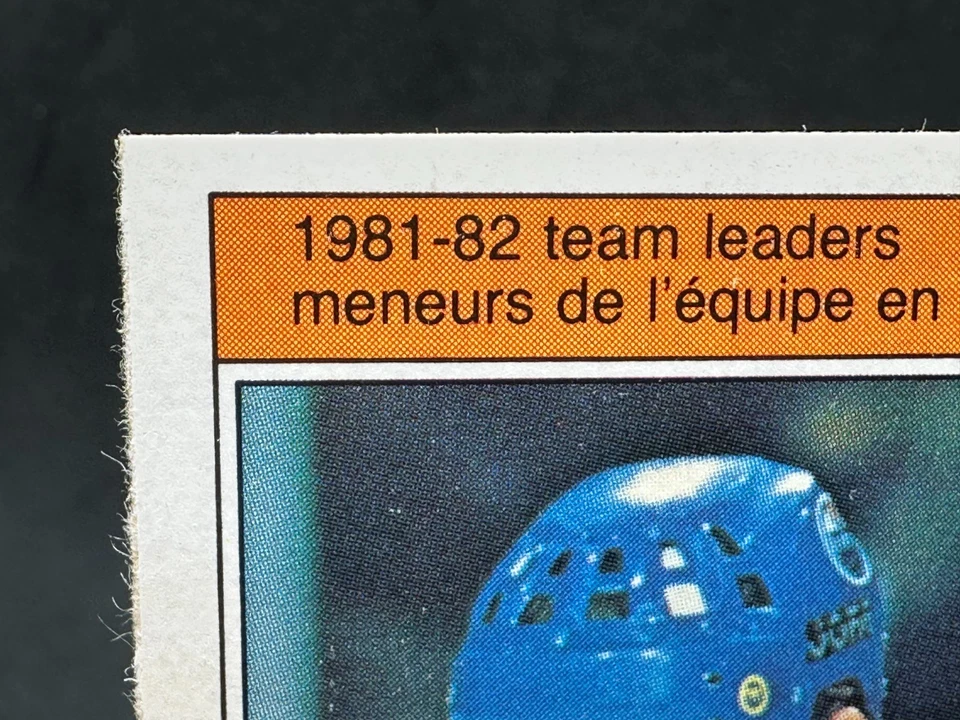 1981-82 team leaders
meneurs de l'équipe en